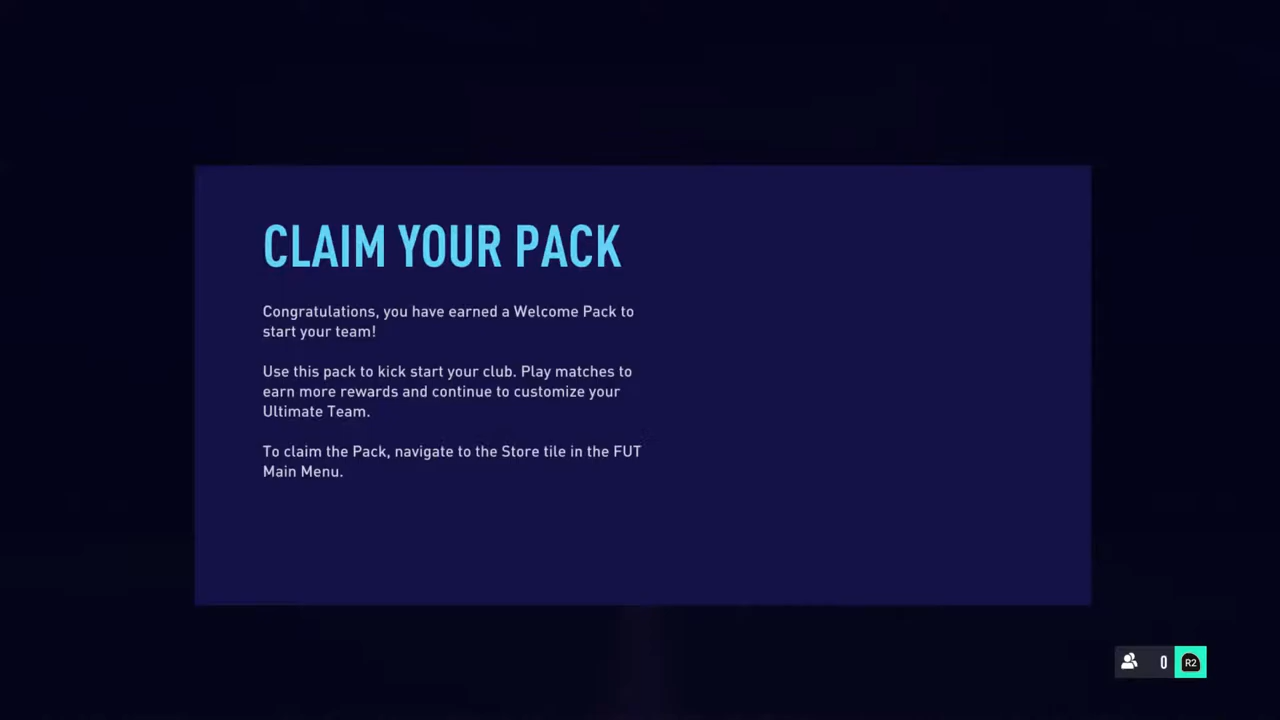 CLAIM YOUR PACK
Congratulations, you have earned a Welcome Pack to
start your team!
Use this pack to kick start your club. Play matches to
earn more rewards and continue to customize your
Ultimate Team.
To claim the Pack, navigate to the Store tile in the FUT
Main Menu.
0 R2